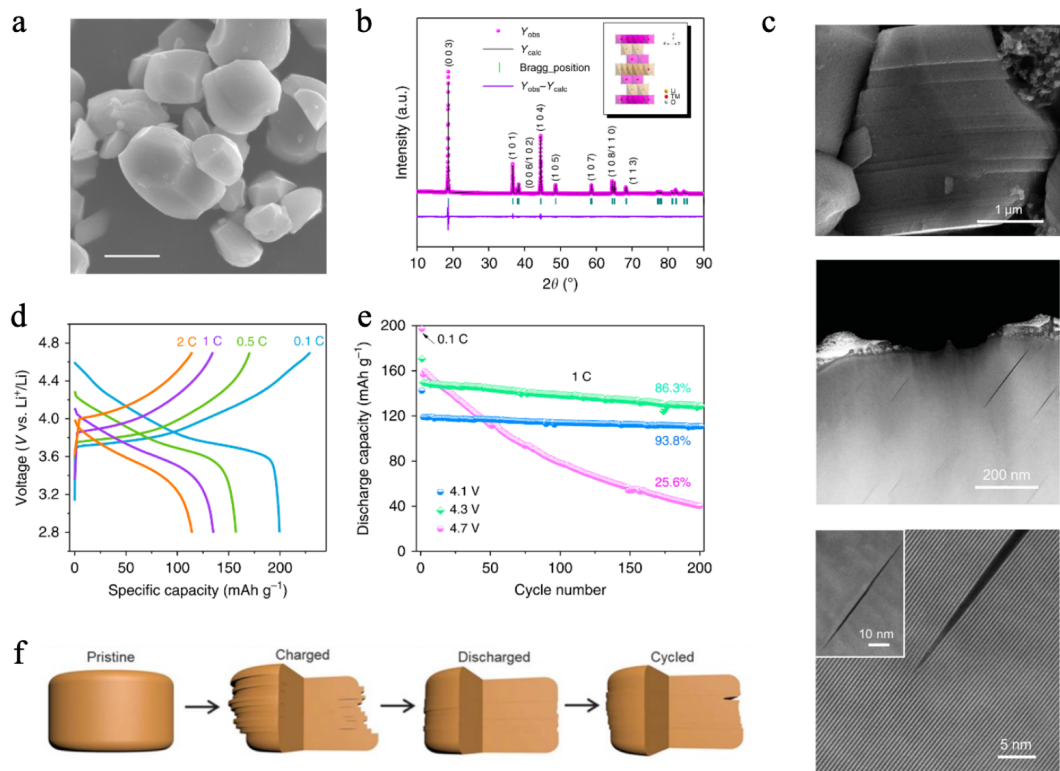 a
b
c
Y_obs
Y_calc
Bragg_position
Y_obs–Y_calc
Li
TM
O
(0 0 3)
(1 0 1)
(0 0 6/1 0 2)
(1 0 4)
(1 0 5)
(1 0 7)
(1 0 8/1 1 0)
(1 1 3)
Intensity (a.u.)
10 20 30 40 50 60 70 80 90
2θ (°)
1 μm
200 nm
10 nm
5 nm
d
2 C 1 C 0.5 C 0.1 C
4.8
4.4
4.0
3.6
3.2
2.8
Voltage (V vs. Li⁺/Li)
0 50 100 150 200
Specific capacity (mAh g⁻¹)
e
200
160
120
80
40
0
Discharge capacity (mAh g⁻¹)
0.1 C
1 C
86.3%
93.8%
25.6%
4.1 V
4.3 V
4.7 V
0 50 100 150 200
Cycle number
f
Pristine
Charged
Discharged
Cycled